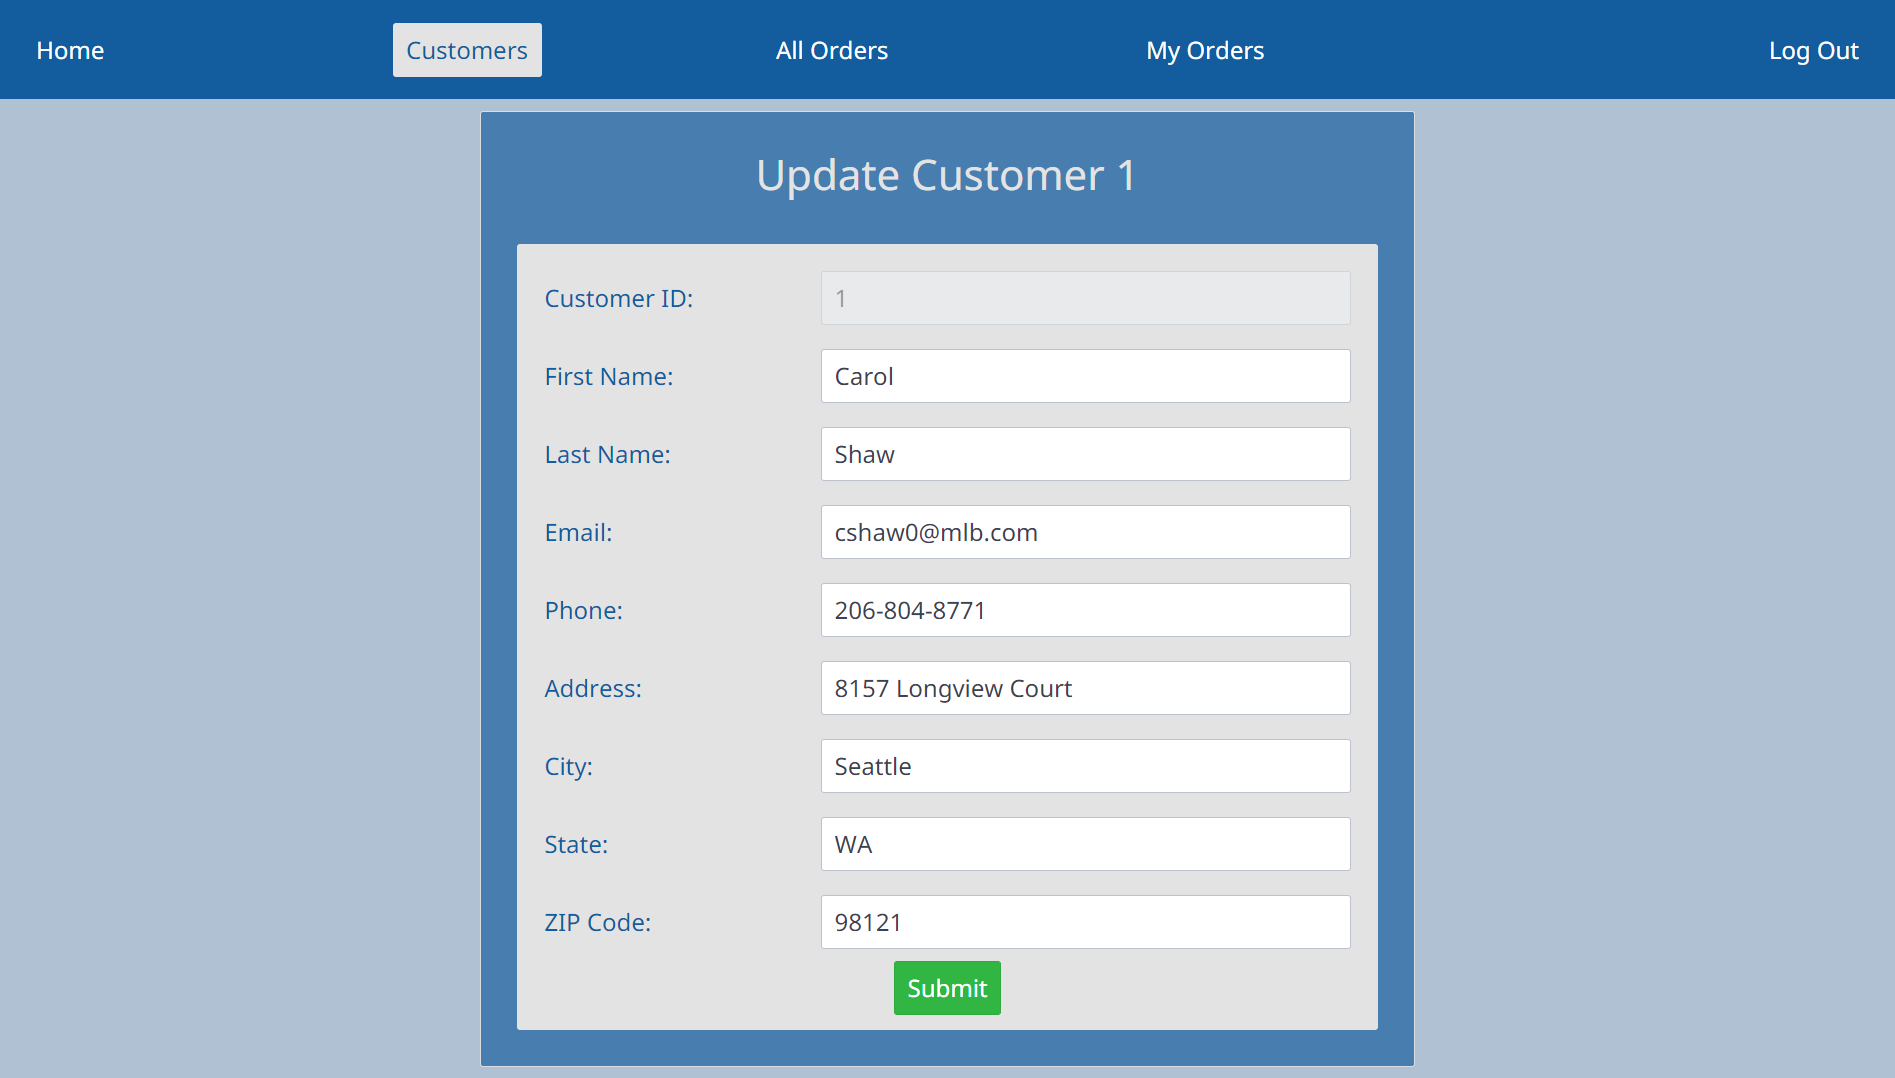 Home Customers All Orders My Orders Log Out
Update Customer 1
Customer ID: 1
First Name: Carol
Last Name: Shaw
Email: cshaw0@mlb.com
Phone: 206-804-8771
Address: 8157 Longview Court
City: Seattle
State: WA
ZIP Code: 98121
Submit